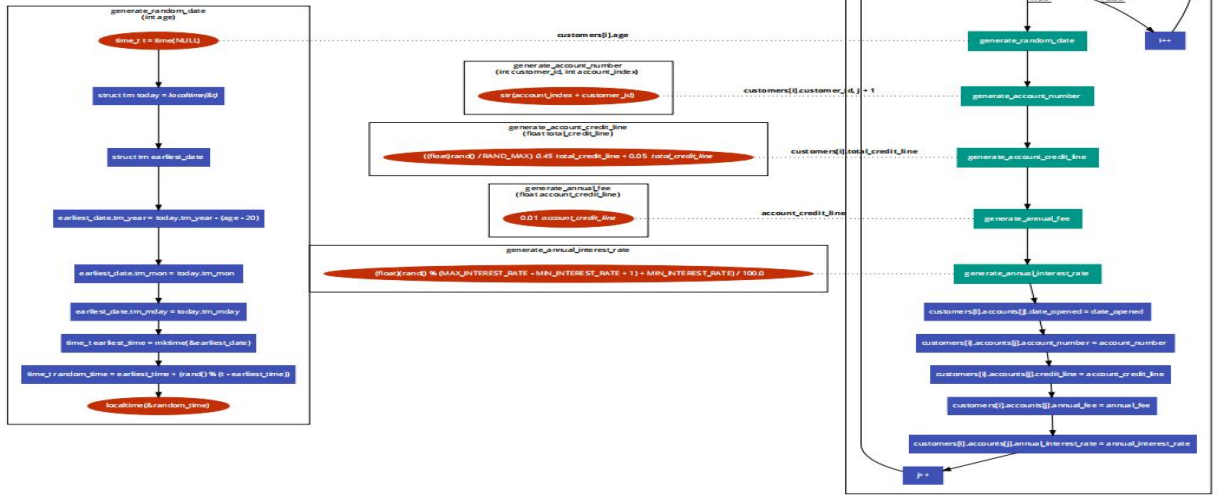 generate_random_date
(int age)
time_t t = time(NULL)
struct tm today = localtime(&t)
struct tm earliest_date
earliest_date.tm_year = today.tm_year - (age - 20)
earliest_date.tm_mon = today.tm_mon
earliest_date.tm_mday = today.tm_mday
time_t earliest_time = mktime(&earliest_date)
time_t random_time = earliest_time + (rand() % (t - earliest_time))
localtime(&random_time)
generate_account_number
(int customer_id, int account_index)
str(account_index + customer_id)
generate_account_credit_line
(float total_credit_line)
((float)rand() / RAND_MAX) 0.45 total_credit_line + 0.05 total_credit_line
generate_annual_fee
(float account_credit_line)
0.01 account_credit_line
generate_annual_interest_rate
(float)(rand() % (MAX_INTEREST_RATE - MIN_INTEREST_RATE + 1) + MIN_INTEREST_RATE) / 100.0
customers[i].age
customers[i].customer_id, j + 1
customers[i].total_credit_line
account_credit_line
generate_random_date
i++
generate_account_number
generate_account_credit_line
generate_annual_fee
generate_annual_interest_rate
customers[i].accounts[j].date_opened = date_opened
customers[i].accounts[j].account_number = account_number
customers[i].accounts[j].credit_line = account_credit_line
customers[i].accounts[j].annual_fee = annual_fee
customers[i].accounts[j].annual_interest_rate = annual_interest_rate
j++